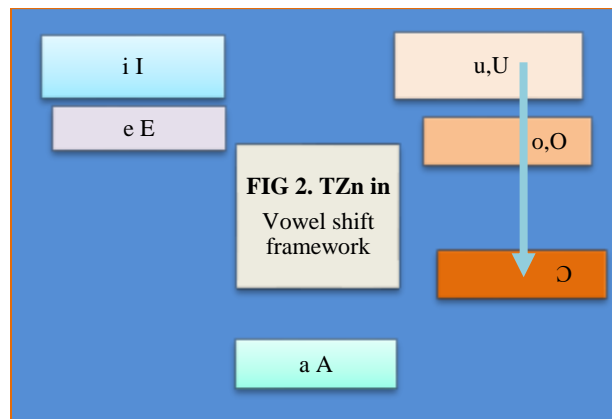 i I
u,U
e E
o,O
FIG 2. TZn in
Vowel shift
framework
Ɔ
a A